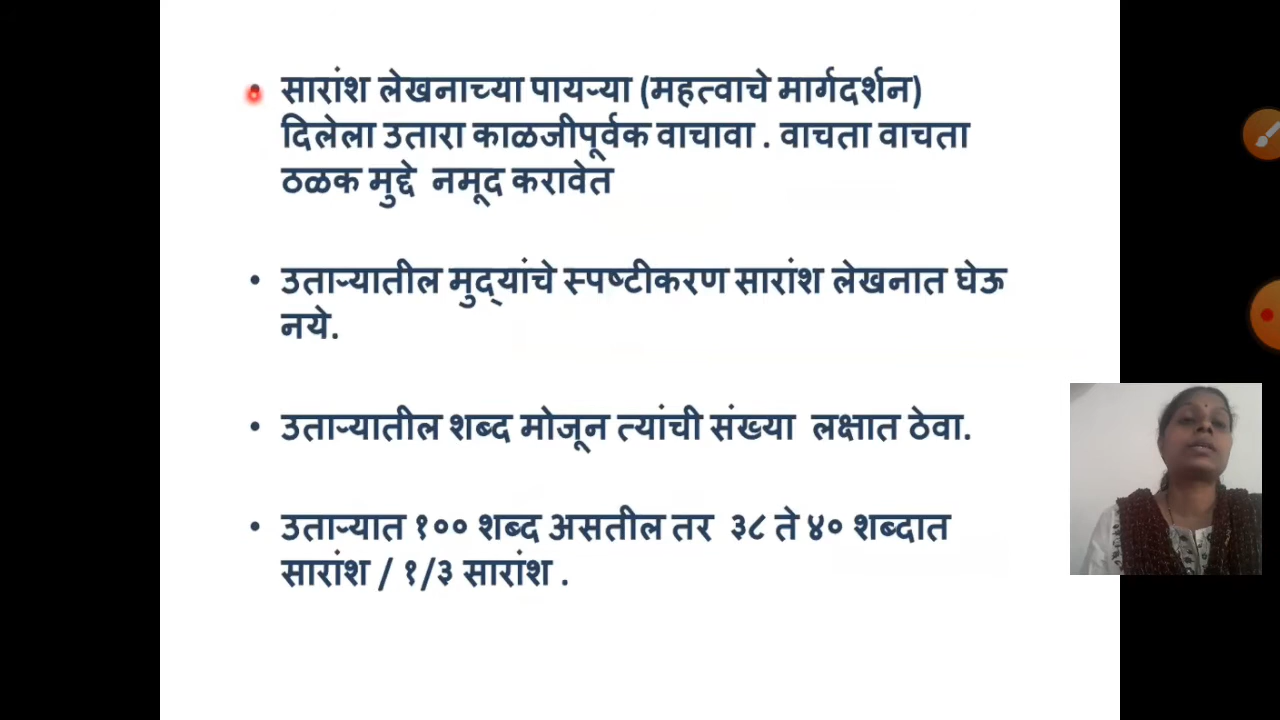 • सारांश लेखनाच्या पायऱ्या (महत्वाचे मार्गदर्शन)
दिलेला उतारा काळजीपूर्वक वाचावा . वाचता वाचता
ठळक मुद्दे नमूद करावेत
• उताऱ्यातील मुद्‌यांचे स्पष्टीकरण सारांश लेखनात घेऊ
नये.
• उताऱ्यातील शब्द मोजून त्यांची संख्या लक्षात ठेवा.
• उताऱ्यात १०० शब्द असतील तर ३८ ते ४० शब्दात
सारांश / १/३ सारांश .